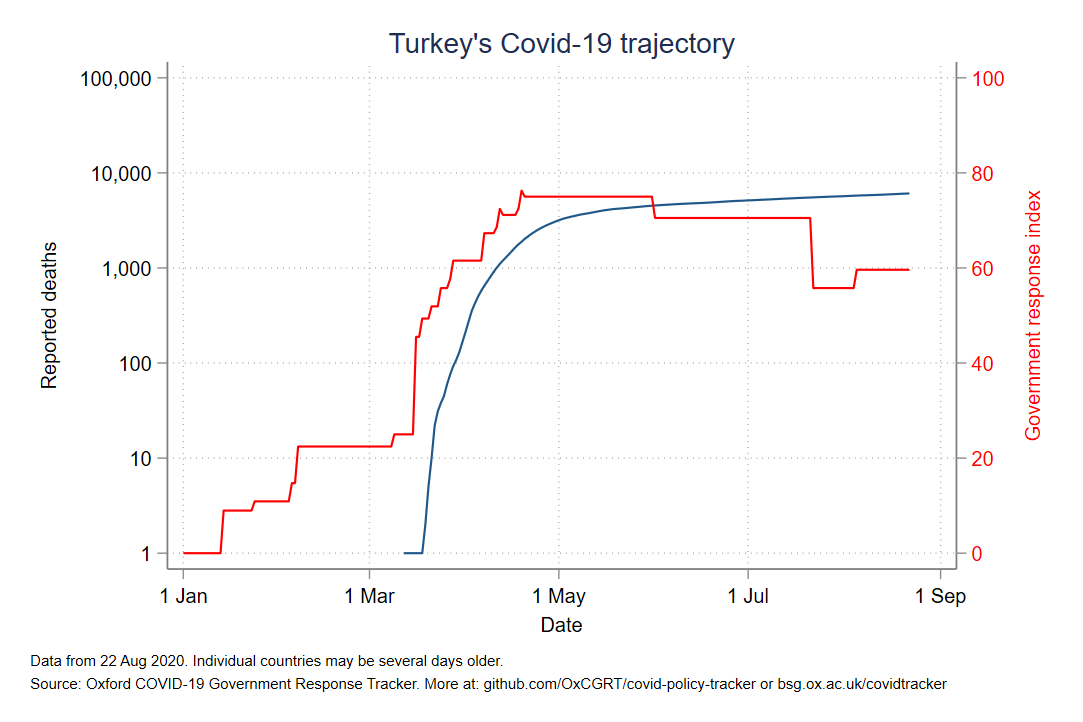 Turkey's Covid-19 trajectory
100,000
10,000
1,000
100
10
1
Reported deaths
100
80
60
40
20
0
Government response index
1 Jan
1 Mar
1 May
1 Jul
1 Sep
Date
Data from 22 Aug 2020. Individual countries may be several days older.
Source: Oxford COVID-19 Government Response Tracker. More at: github.com/OxCGRT/covid-policy-tracker or bsg.ox.ac.uk/covidtracker